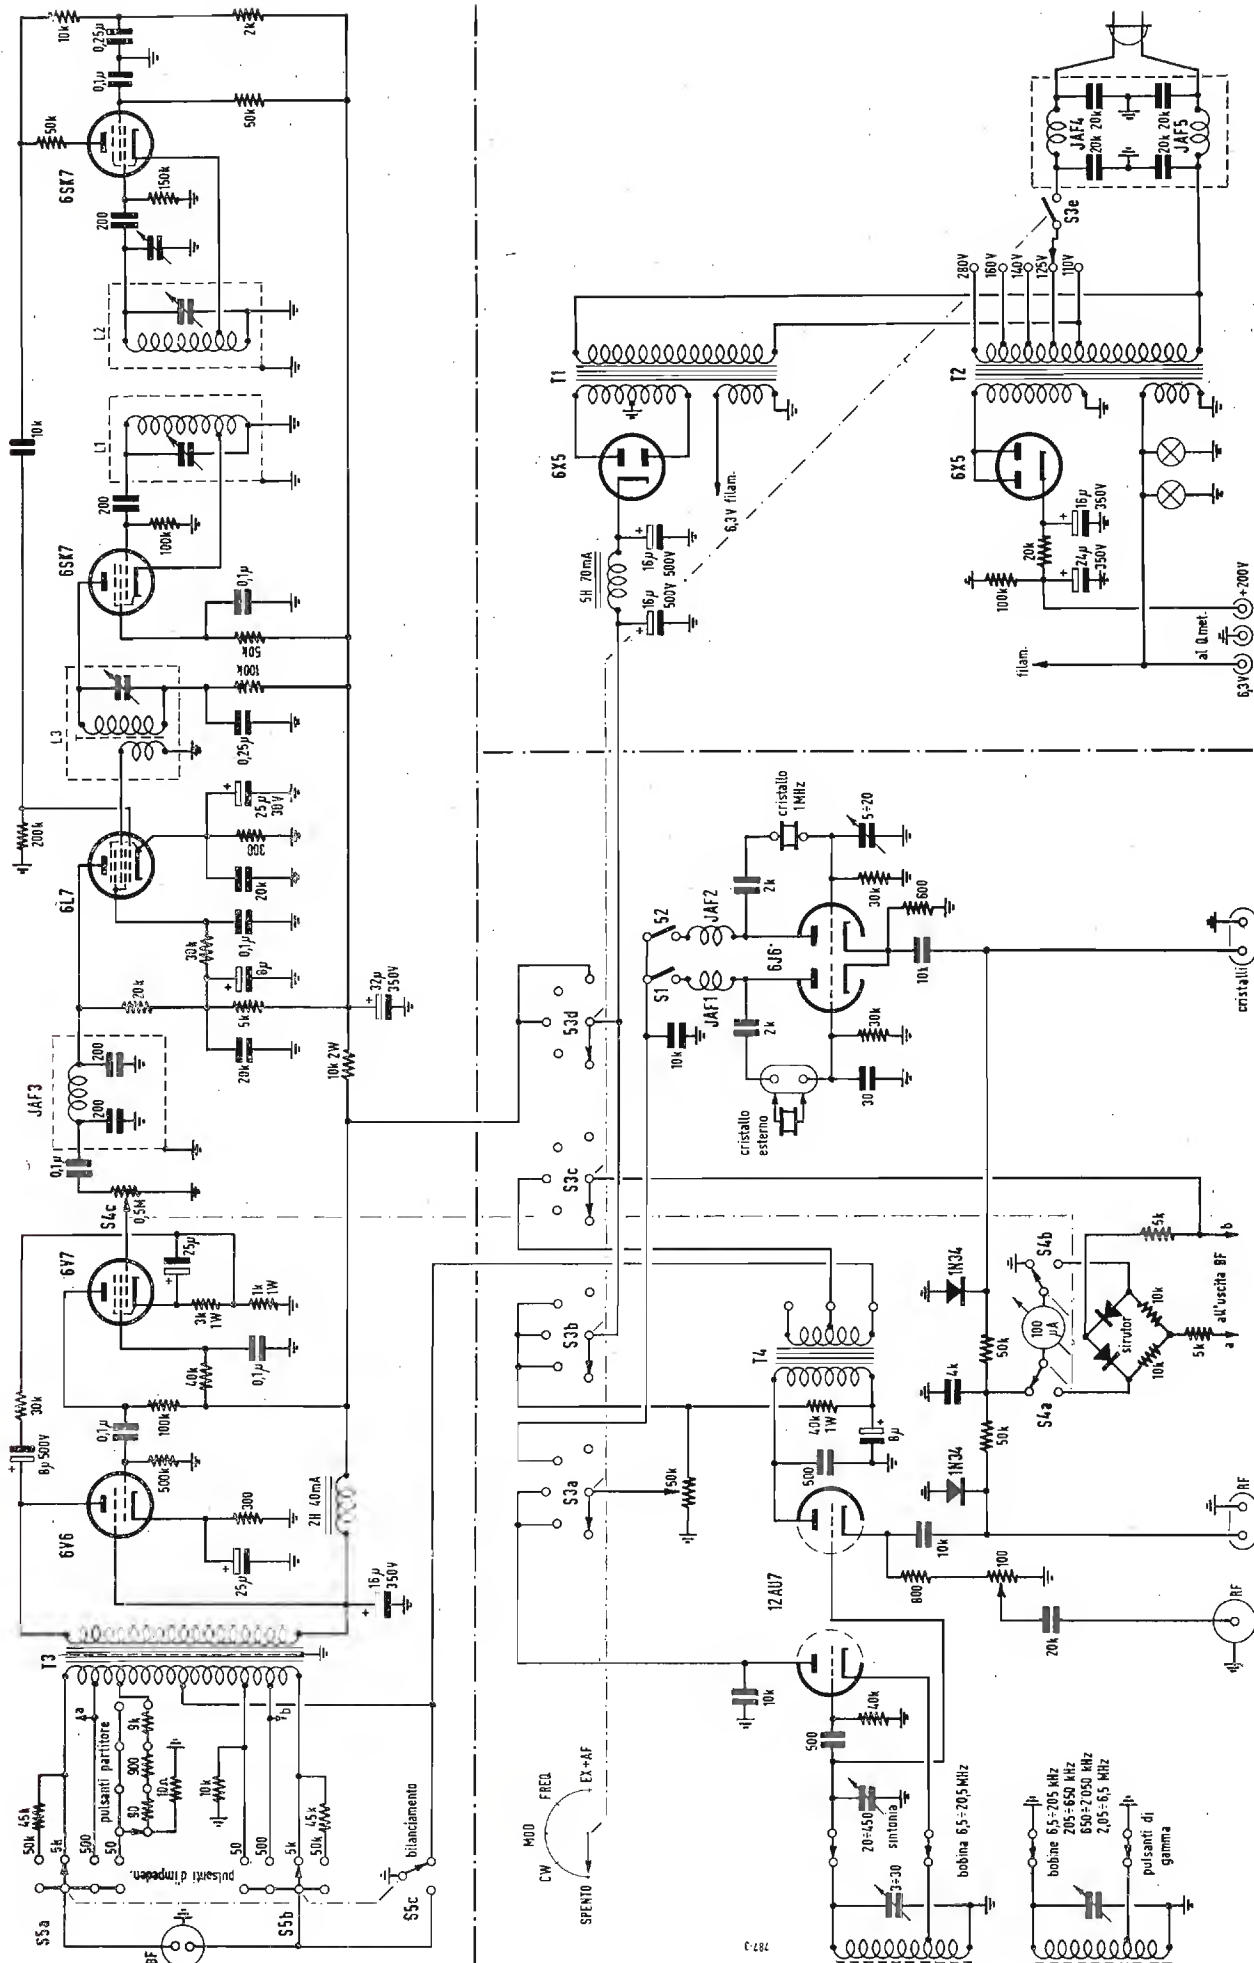 10k
0,25µ
2k
0,1µ
50k
50k
6SK7
150k
200
L2
10k
L1
200
100k
6SK7
0,1µ
50k
100k
L3
0,25µ
25µ
30V
300
20k
200k
6L7
0,1µ
30k
8µ
20k
5k
20k
32µ
350V
JAF3
200
200
10k 2W
0,1µ
S4c
0,5M
6V7
25µ
3k
1W
1k
1W
0,1µ
40k
30k
8µ 500V
0,1µ
100k
500k
6V6
300
25µ
2H 40mA
16µ
350V
T3
a
b
9k
900
90
10Ω
10k
pulsanti partitore
45k
50k
5k
500
50
pulsanti d'impeden.
50
500
5k
50k
45k
bilanciamento
S5a
S5b
S5c
BF
JAF4
20k
20k
20k
20k
JAF5
S3e
280V
160V
140V
125V
110V
T1
T2
6X5
6,3V filam.
5H 70mA
16µ
500V
16µ
500V
6X5
16µ
350V
20k
24µ
350V
100k
filam.
6,3V
al Q.met.
+200V
cristallo
1MHz
5÷20
2k
30k
600
S2
JAF2
6J6
S1
JAF1
10k
2k
30k
30
10k
cristallo
esterno
cristalli
S3d
S3c
S3b
S3a
50k
T4
40k
1W
8µ
500
12AU7
1N34
50k
4k
50k
1N34
S4b
100
µA
S4a
5k
10k
sirutor
10k
5k
b
all'uscita BF
a
10k
800
100
20k
RF
RF
10k
40k
500
20÷450
sintonia
3÷30
bobina 6,5÷20,5 MHz
bobine 6,5÷205 kHz
205÷650 kHz
650÷2050 kHz
2,05÷6,5 MHz
pulsanti di
gamma
SPENTO
CW
MOD
FREQ.
EX+AF
787-3